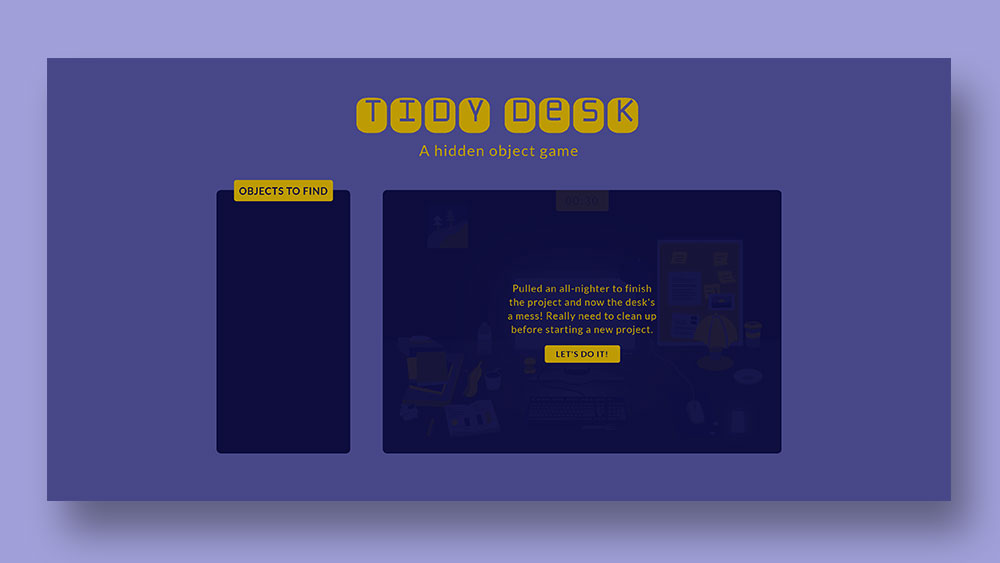 TIDY DeSK
A hidden object game
OBJECTS TO FIND
00:30
Pulled an all-nighter to finish
the project and now the desk's
a mess! Really need to clean up
before starting a new project.
LET'S DO IT!